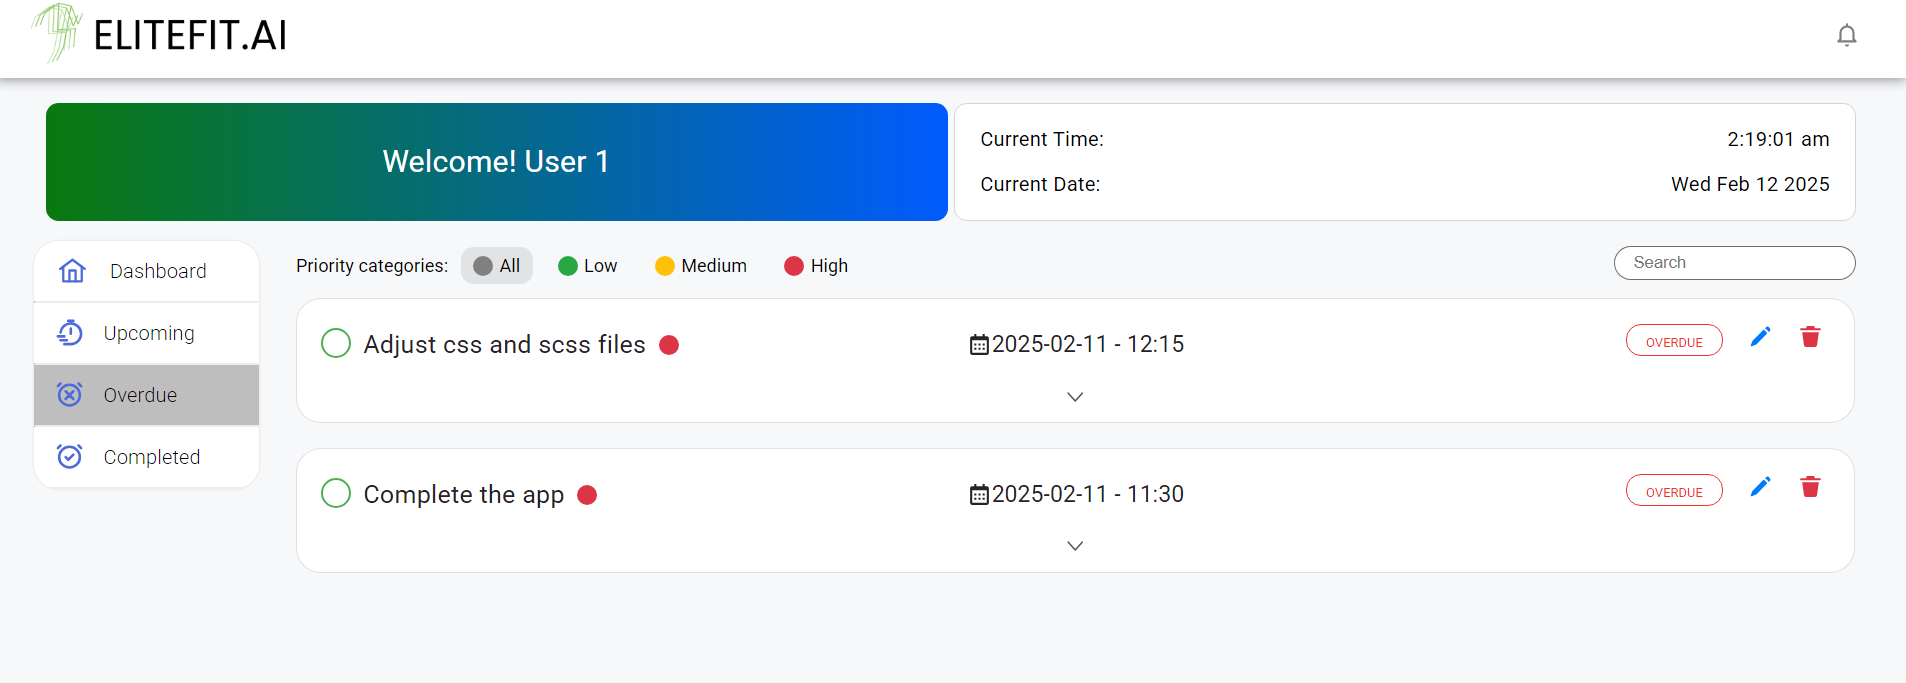 ELITEFIT.AI
Welcome! User 1
Current Time: 2:19:01 am
Current Date: Wed Feb 12 2025
Dashboard
Upcoming
Overdue
Completed
Priority categories: All Low Medium High
Search
Adjust css and scss files 2025-02-11 - 12:15 OVERDUE
Complete the app 2025-02-11 - 11:30 OVERDUE